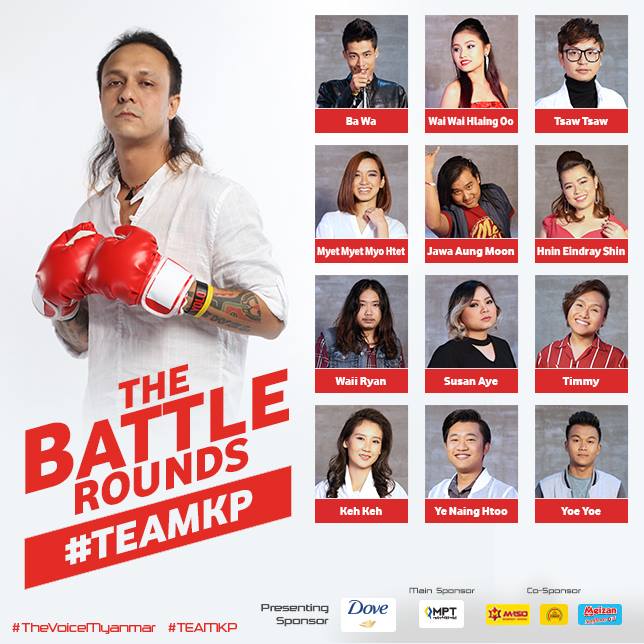 Ba Wa
Wai Wai Hlaing Oo
Tsaw Tsaw
Myet Myet Myo Htet
Jawa Aung Moon
Hnin Eindray Shin
Waii Ryan
Susan Aye
Timmy
Keh Keh
Ye Naing Htoo
Yoe Yoe
THE
BATTLE
ROUNDS
#TEAMKP
#TheVoiceMyanmar #TEAMKP
Presenting
Sponsor
Dove
Main Sponsor
MPT
Co-Sponsor
Meizan